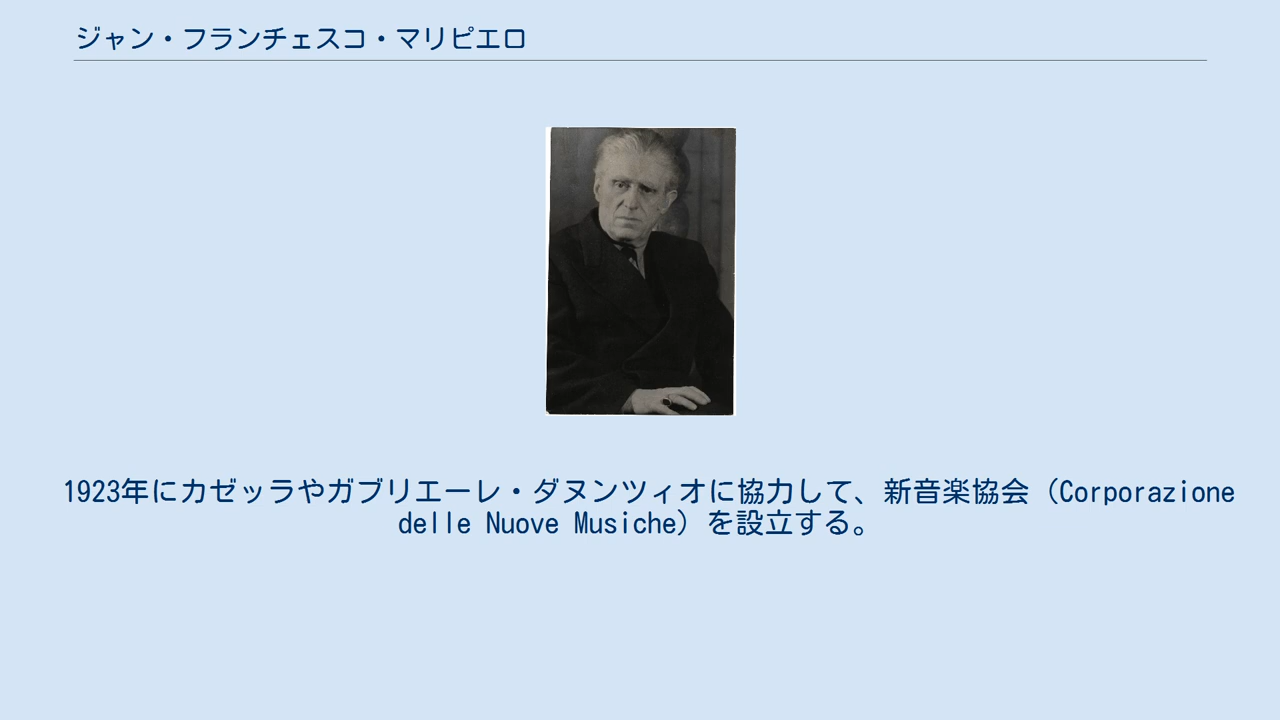 ジャン・フランチェスコ・マリピエロ
1923年にカゼッラやガブリエーレ・ダヌンツィオに協力して、新音楽協会（Corporazione
delle Nuove Musiche）を設立する。